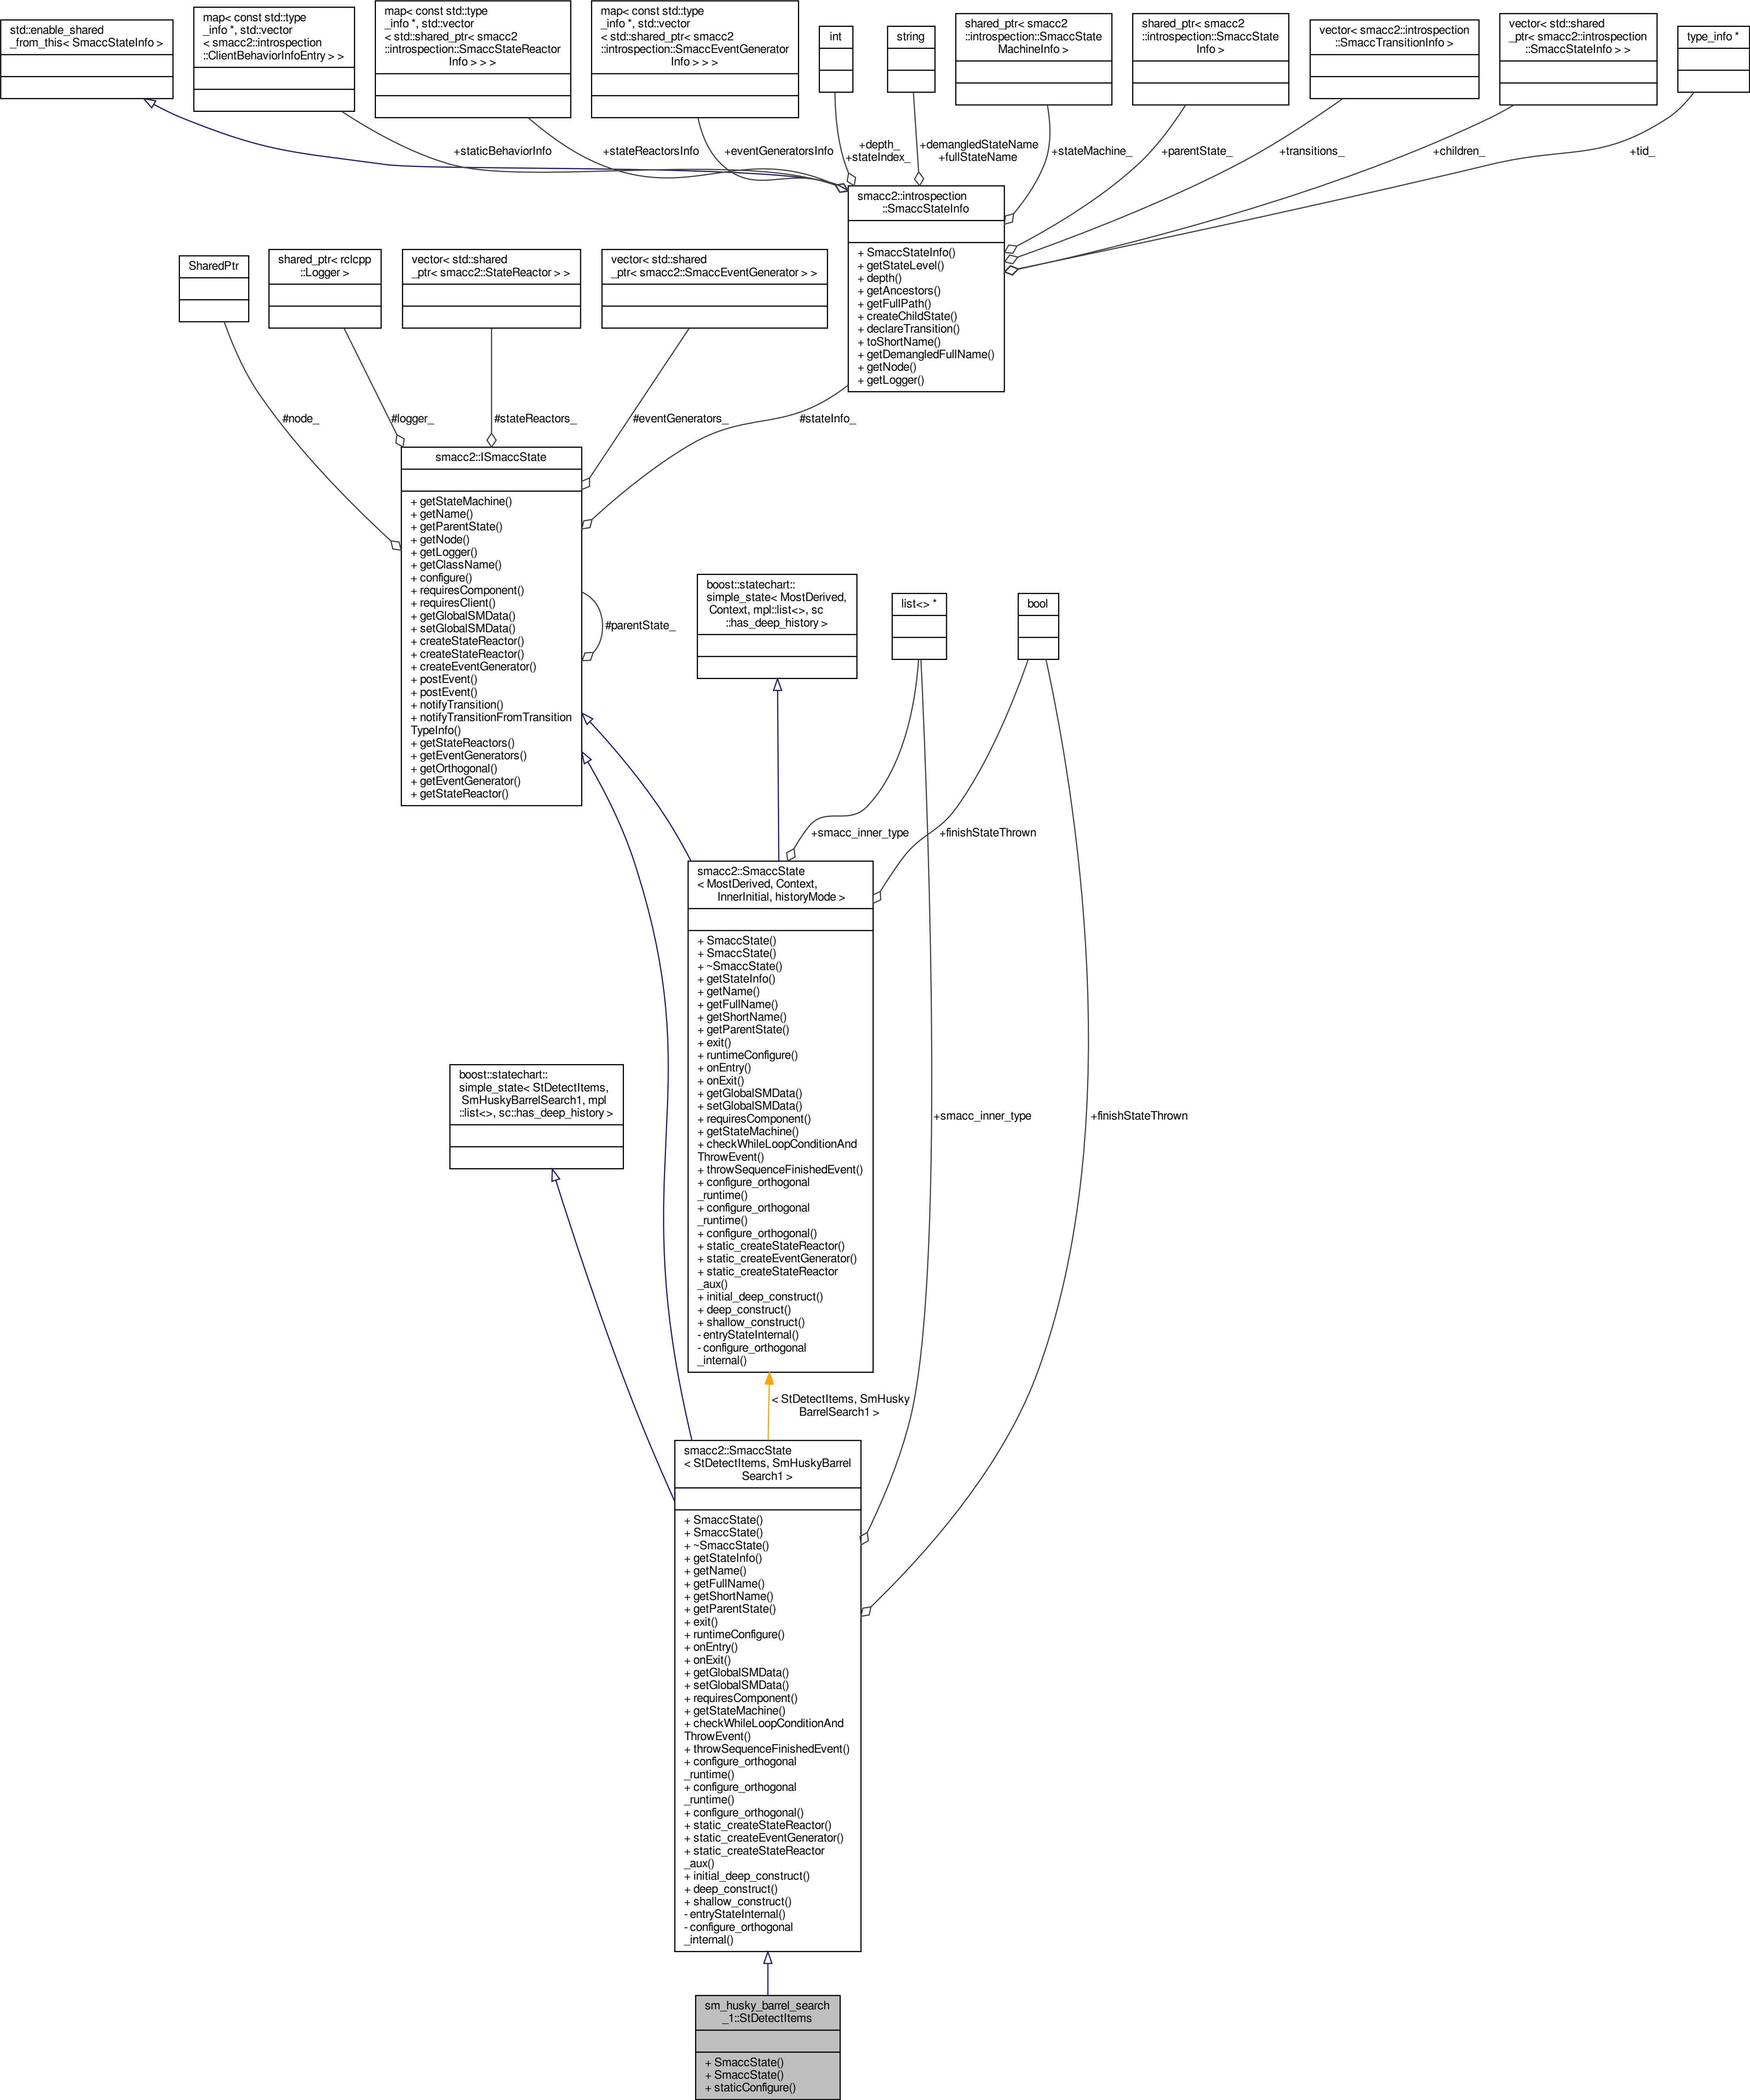 std::enable_shared
_from_this< SmaccStateInfo >
map< const std::type
_info *, std::vector
< smacc2::introspection
::ClientBehaviorInfoEntry > >
map< const std::type
_info *, std::vector
< std::shared_ptr< smacc2
::introspection::SmaccStateReactor
Info > > >
map< const std::type
_info *, std::vector
< std::shared_ptr< smacc2
::introspection::SmaccEventGenerator
Info > > >
int
string
shared_ptr< smacc2
::introspection::SmaccState
MachineInfo >
shared_ptr< smacc2
::introspection::SmaccState
Info >
vector< smacc2::introspection
::SmaccTransitionInfo >
vector< std::shared
_ptr< smacc2::introspection
::SmaccStateInfo > >
type_info *
+staticBehaviorInfo
+stateReactorsInfo
+eventGeneratorsInfo
+depth_
+stateIndex_
+demangledStateName
+fullStateName
+stateMachine_
+parentState_
+transitions_
+children_
+tid_
smacc2::introspection
::SmaccStateInfo
+ SmaccStateInfo()
+ getStateLevel()
+ depth()
+ getAncestors()
+ getFullPath()
+ createChildState()
+ declareTransition()
+ toShortName()
+ getDemangledFullName()
+ getNode()
+ getLogger()
SharedPtr
shared_ptr< rclcpp
::Logger >
vector< std::shared
_ptr< smacc2::StateReactor > >
vector< std::shared
_ptr< smacc2::SmaccEventGenerator > >
#node_
#logger_
#stateReactors_
#eventGenerators_
#stateInfo_
smacc2::ISmaccState
+ getStateMachine()
+ getName()
+ getParentState()
+ getNode()
+ getLogger()
+ getClassName()
+ configure()
+ requiresComponent()
+ requiresClient()
+ getGlobalSMData()
+ setGlobalSMData()
+ createStateReactor()
+ createStateReactor()
+ createEventGenerator()
+ postEvent()
+ postEvent()
+ notifyTransition()
+ notifyTransitionFromTransition
TypeInfo()
+ getStateReactors()
+ getEventGenerators()
+ getOrthogonal()
+ getEventGenerator()
+ getStateReactor()
#parentState_
boost::statechart::
simple_state< MostDerived,
Context, mpl::list<>, sc
::has_deep_history >
list<> *
bool
+smacc_inner_type
+finishStateThrown
smacc2::SmaccState
< MostDerived, Context,
InnerInitial, historyMode >
+ SmaccState()
+ SmaccState()
+ ~SmaccState()
+ getStateInfo()
+ getName()
+ getFullName()
+ getShortName()
+ getParentState()
+ exit()
+ runtimeConfigure()
+ onEntry()
+ onExit()
+ getGlobalSMData()
+ setGlobalSMData()
+ requiresComponent()
+ getStateMachine()
+ checkWhileLoopConditionAnd
ThrowEvent()
+ throwSequenceFinishedEvent()
+ configure_orthogonal
_runtime()
+ configure_orthogonal
_runtime()
+ configure_orthogonal()
+ static_createStateReactor()
+ static_createEventGenerator()
+ static_createStateReactor
_aux()
+ initial_deep_construct()
+ deep_construct()
+ shallow_construct()
- entryStateInternal()
- configure_orthogonal
_internal()
boost::statechart::
simple_state< StDetectItems,
SmHuskyBarrelSearch1, mpl
::list<>, sc::has_deep_history >
+smacc_inner_type
+finishStateThrown
< StDetectItems, SmHusky
BarrelSearch1 >
smacc2::SmaccState
< StDetectItems, SmHuskyBarrel
Search1 >
+ SmaccState()
+ SmaccState()
+ ~SmaccState()
+ getStateInfo()
+ getName()
+ getFullName()
+ getShortName()
+ getParentState()
+ exit()
+ runtimeConfigure()
+ onEntry()
+ onExit()
+ getGlobalSMData()
+ setGlobalSMData()
+ requiresComponent()
+ getStateMachine()
+ checkWhileLoopConditionAnd
ThrowEvent()
+ throwSequenceFinishedEvent()
+ configure_orthogonal
_runtime()
+ configure_orthogonal
_runtime()
+ configure_orthogonal()
+ static_createStateReactor()
+ static_createEventGenerator()
+ static_createStateReactor
_aux()
+ initial_deep_construct()
+ deep_construct()
+ shallow_construct()
- entryStateInternal()
- configure_orthogonal
_internal()
sm_husky_barrel_search
_1::StDetectItems
+ SmaccState()
+ SmaccState()
+ staticConfigure()